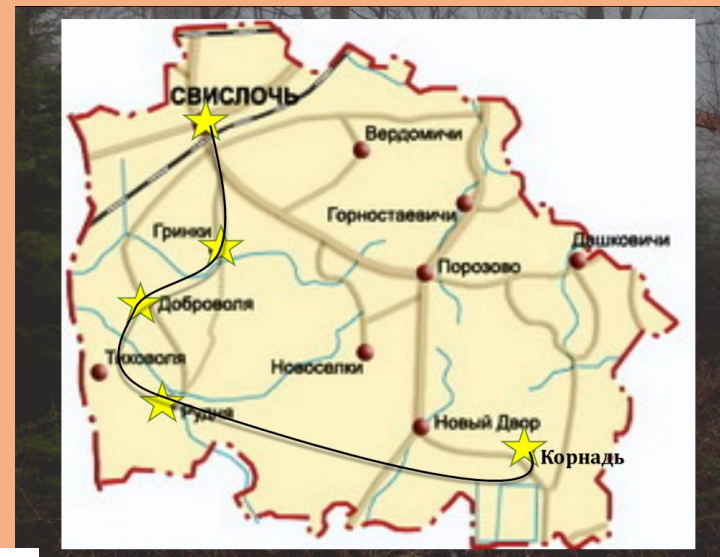 СВИСЛОЧЬ
Вердомичи
Горностаевичи
Гринки
Дашковичи
Порозово
Доброволя
Тиховоля
Новоселки
Рудня
Новый Двор
Корнадь